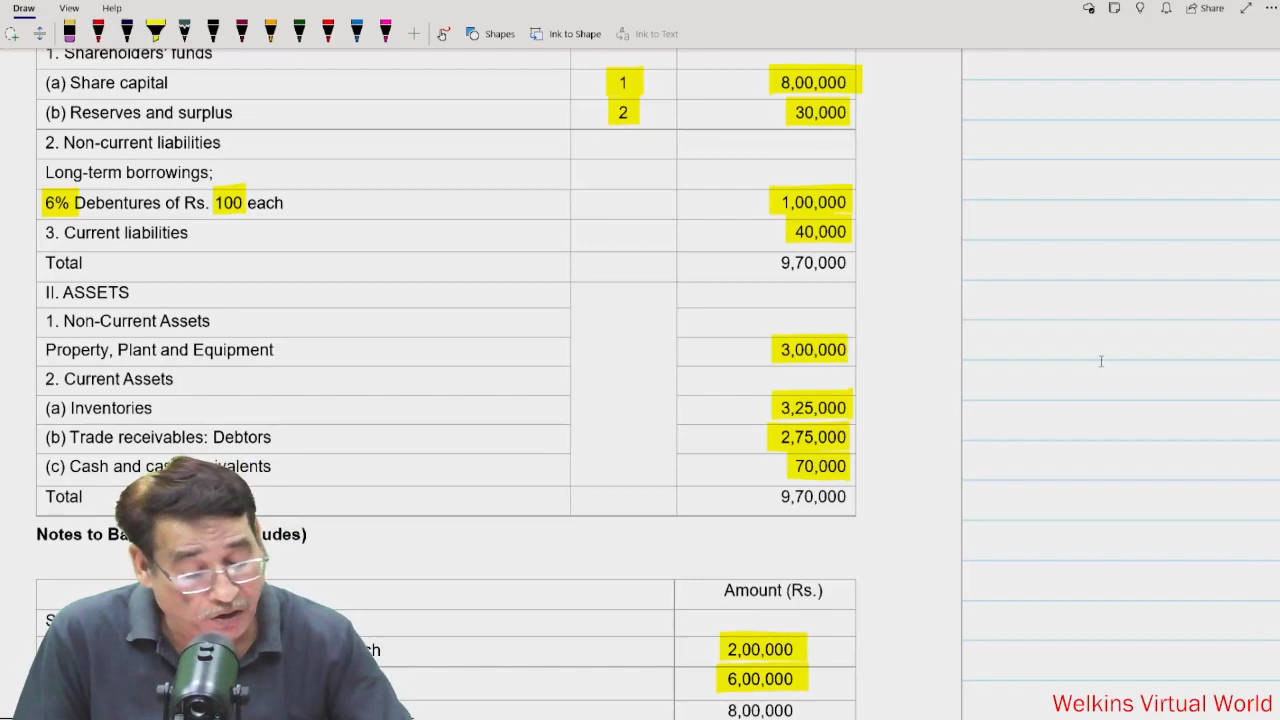 Draw View Help
Shapes Ink to Shape Ink to Text Share
1. Shareholders' funds
(a) Share capital 1 8,00,000
(b) Reserves and surplus 2 30,000
2. Non-current liabilities
Long-term borrowings;
6% Debentures of Rs. 100 each 1,00,000
3. Current liabilities 40,000
Total 9,70,000
II. ASSETS
1. Non-Current Assets
Property, Plant and Equipment 3,00,000
2. Current Assets
(a) Inventories 3,25,000
(b) Trade receivables: Debtors 2,75,000
(c) Cash and 70,000
Total 9,70,000
Notes to
Amount (Rs.)
2,00,000
6,00,000
8,00,000
Welkins Virtual World